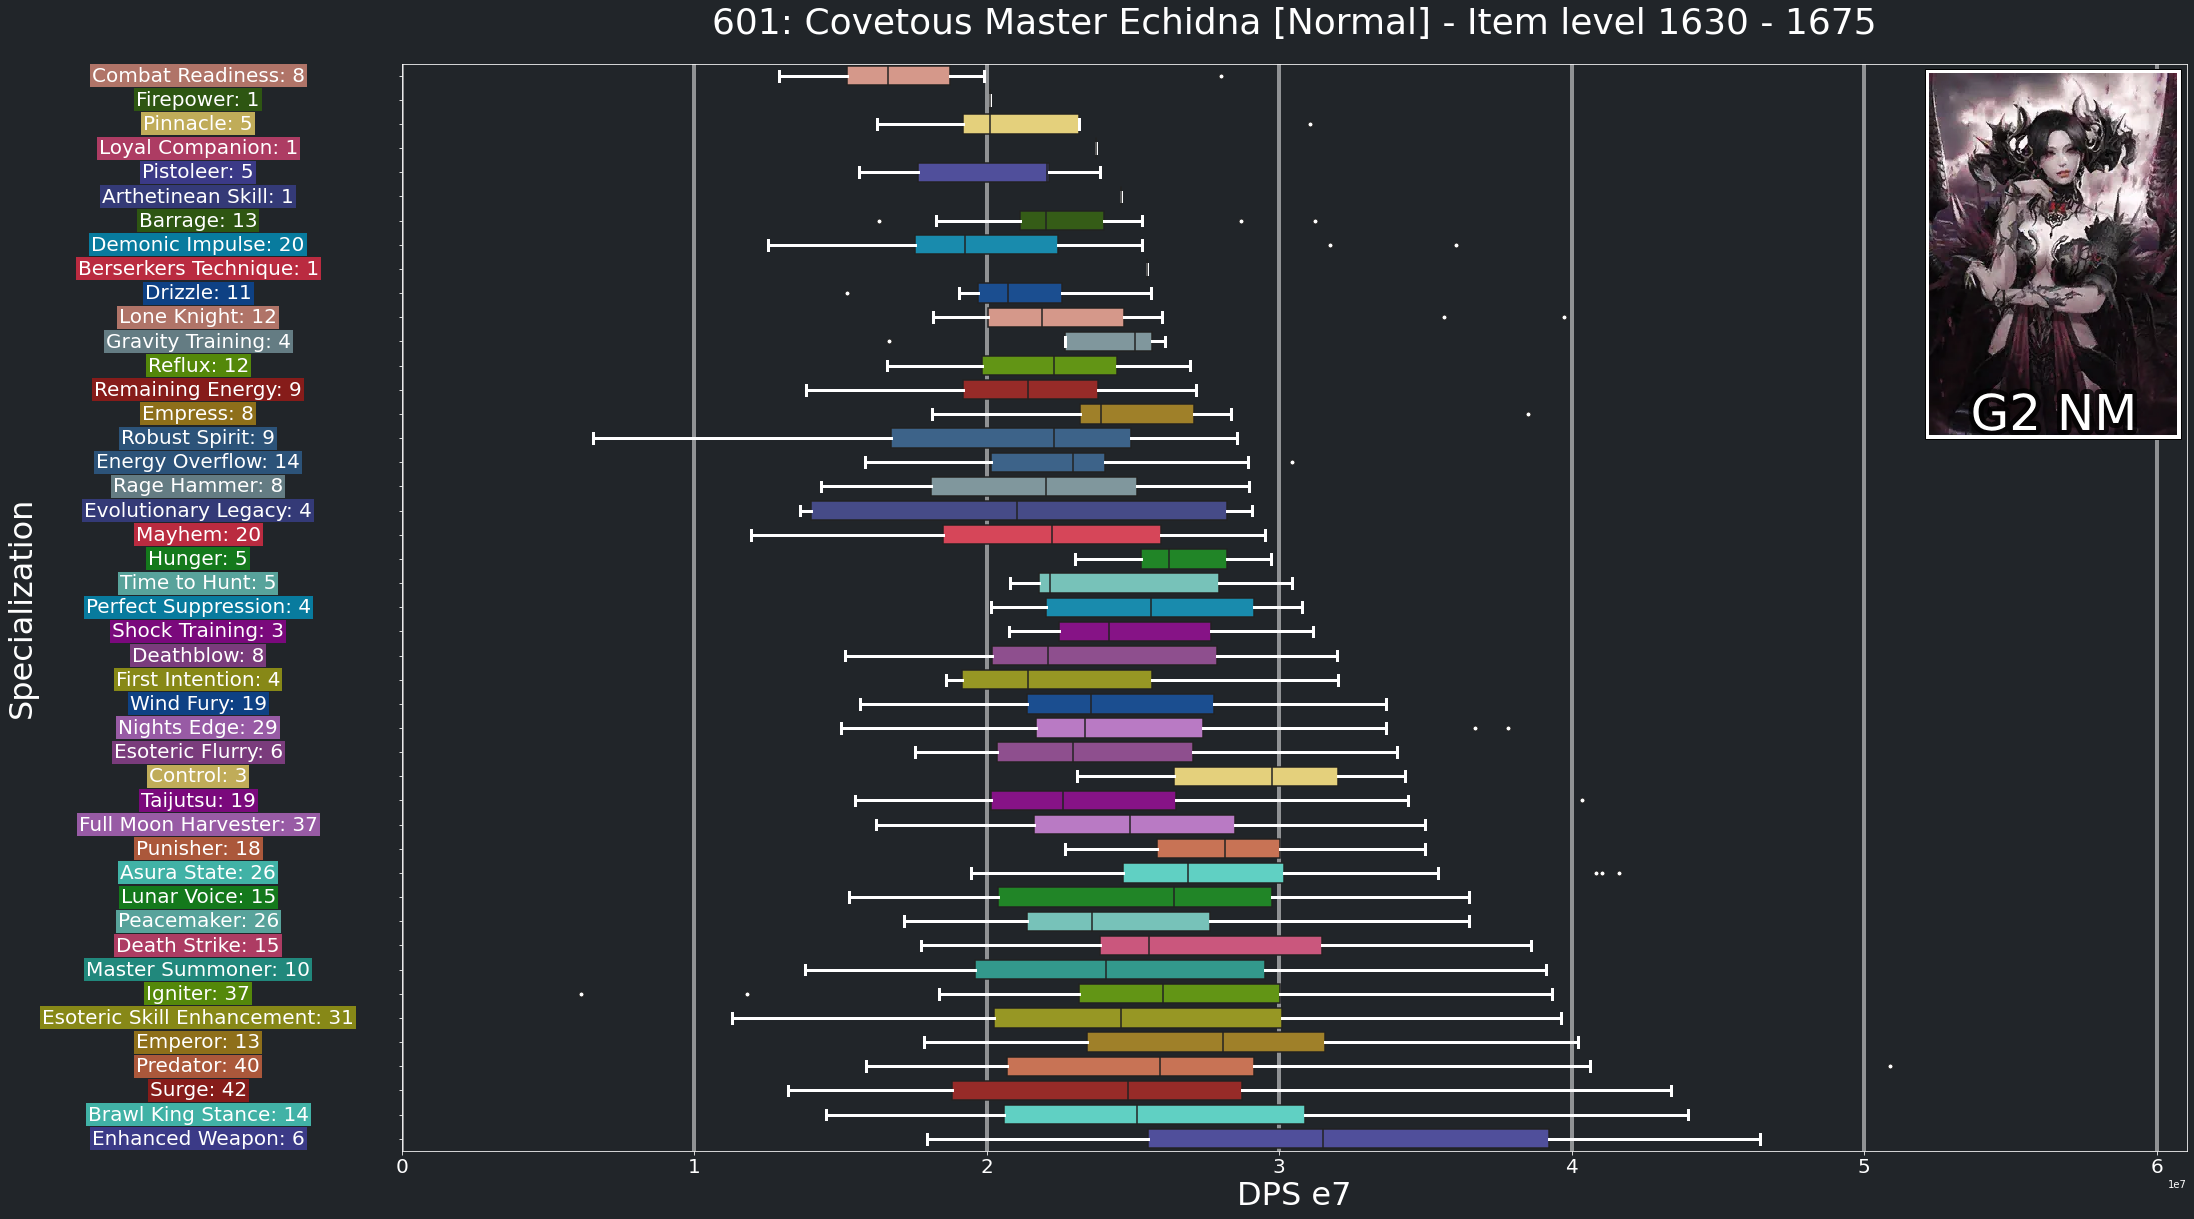 601: Covetous Master Echidna [Normal] - Item level 1630 - 1675
Combat Readiness: 8
Firepower: 1
Pinnacle: 5
Loyal Companion: 1
Pistoleer: 5
Arthetinean Skill: 1
Barrage: 13
Demonic Impulse: 20
Berserkers Technique: 1
Drizzle: 11
Lone Knight: 12
Gravity Training: 4
Reflux: 12
Remaining Energy: 9
Empress: 8
Robust Spirit: 9
Energy Overflow: 14
Rage Hammer: 8
Evolutionary Legacy: 4
Mayhem: 20
Hunger: 5
Time to Hunt: 5
Perfect Suppression: 4
Shock Training: 3
Deathblow: 8
First Intention: 4
Wind Fury: 19
Nights Edge: 29
Esoteric Flurry: 6
Control: 3
Taijutsu: 19
Full Moon Harvester: 37
Punisher: 18
Asura State: 26
Lunar Voice: 15
Peacemaker: 26
Death Strike: 15
Master Summoner: 10
Igniter: 37
Esoteric Skill Enhancement: 31
Emperor: 13
Predator: 40
Surge: 42
Brawl King Stance: 14
Enhanced Weapon: 6
Specialization
G2 NM
0 1 2 3 4 5 6
1e7
DPS e7